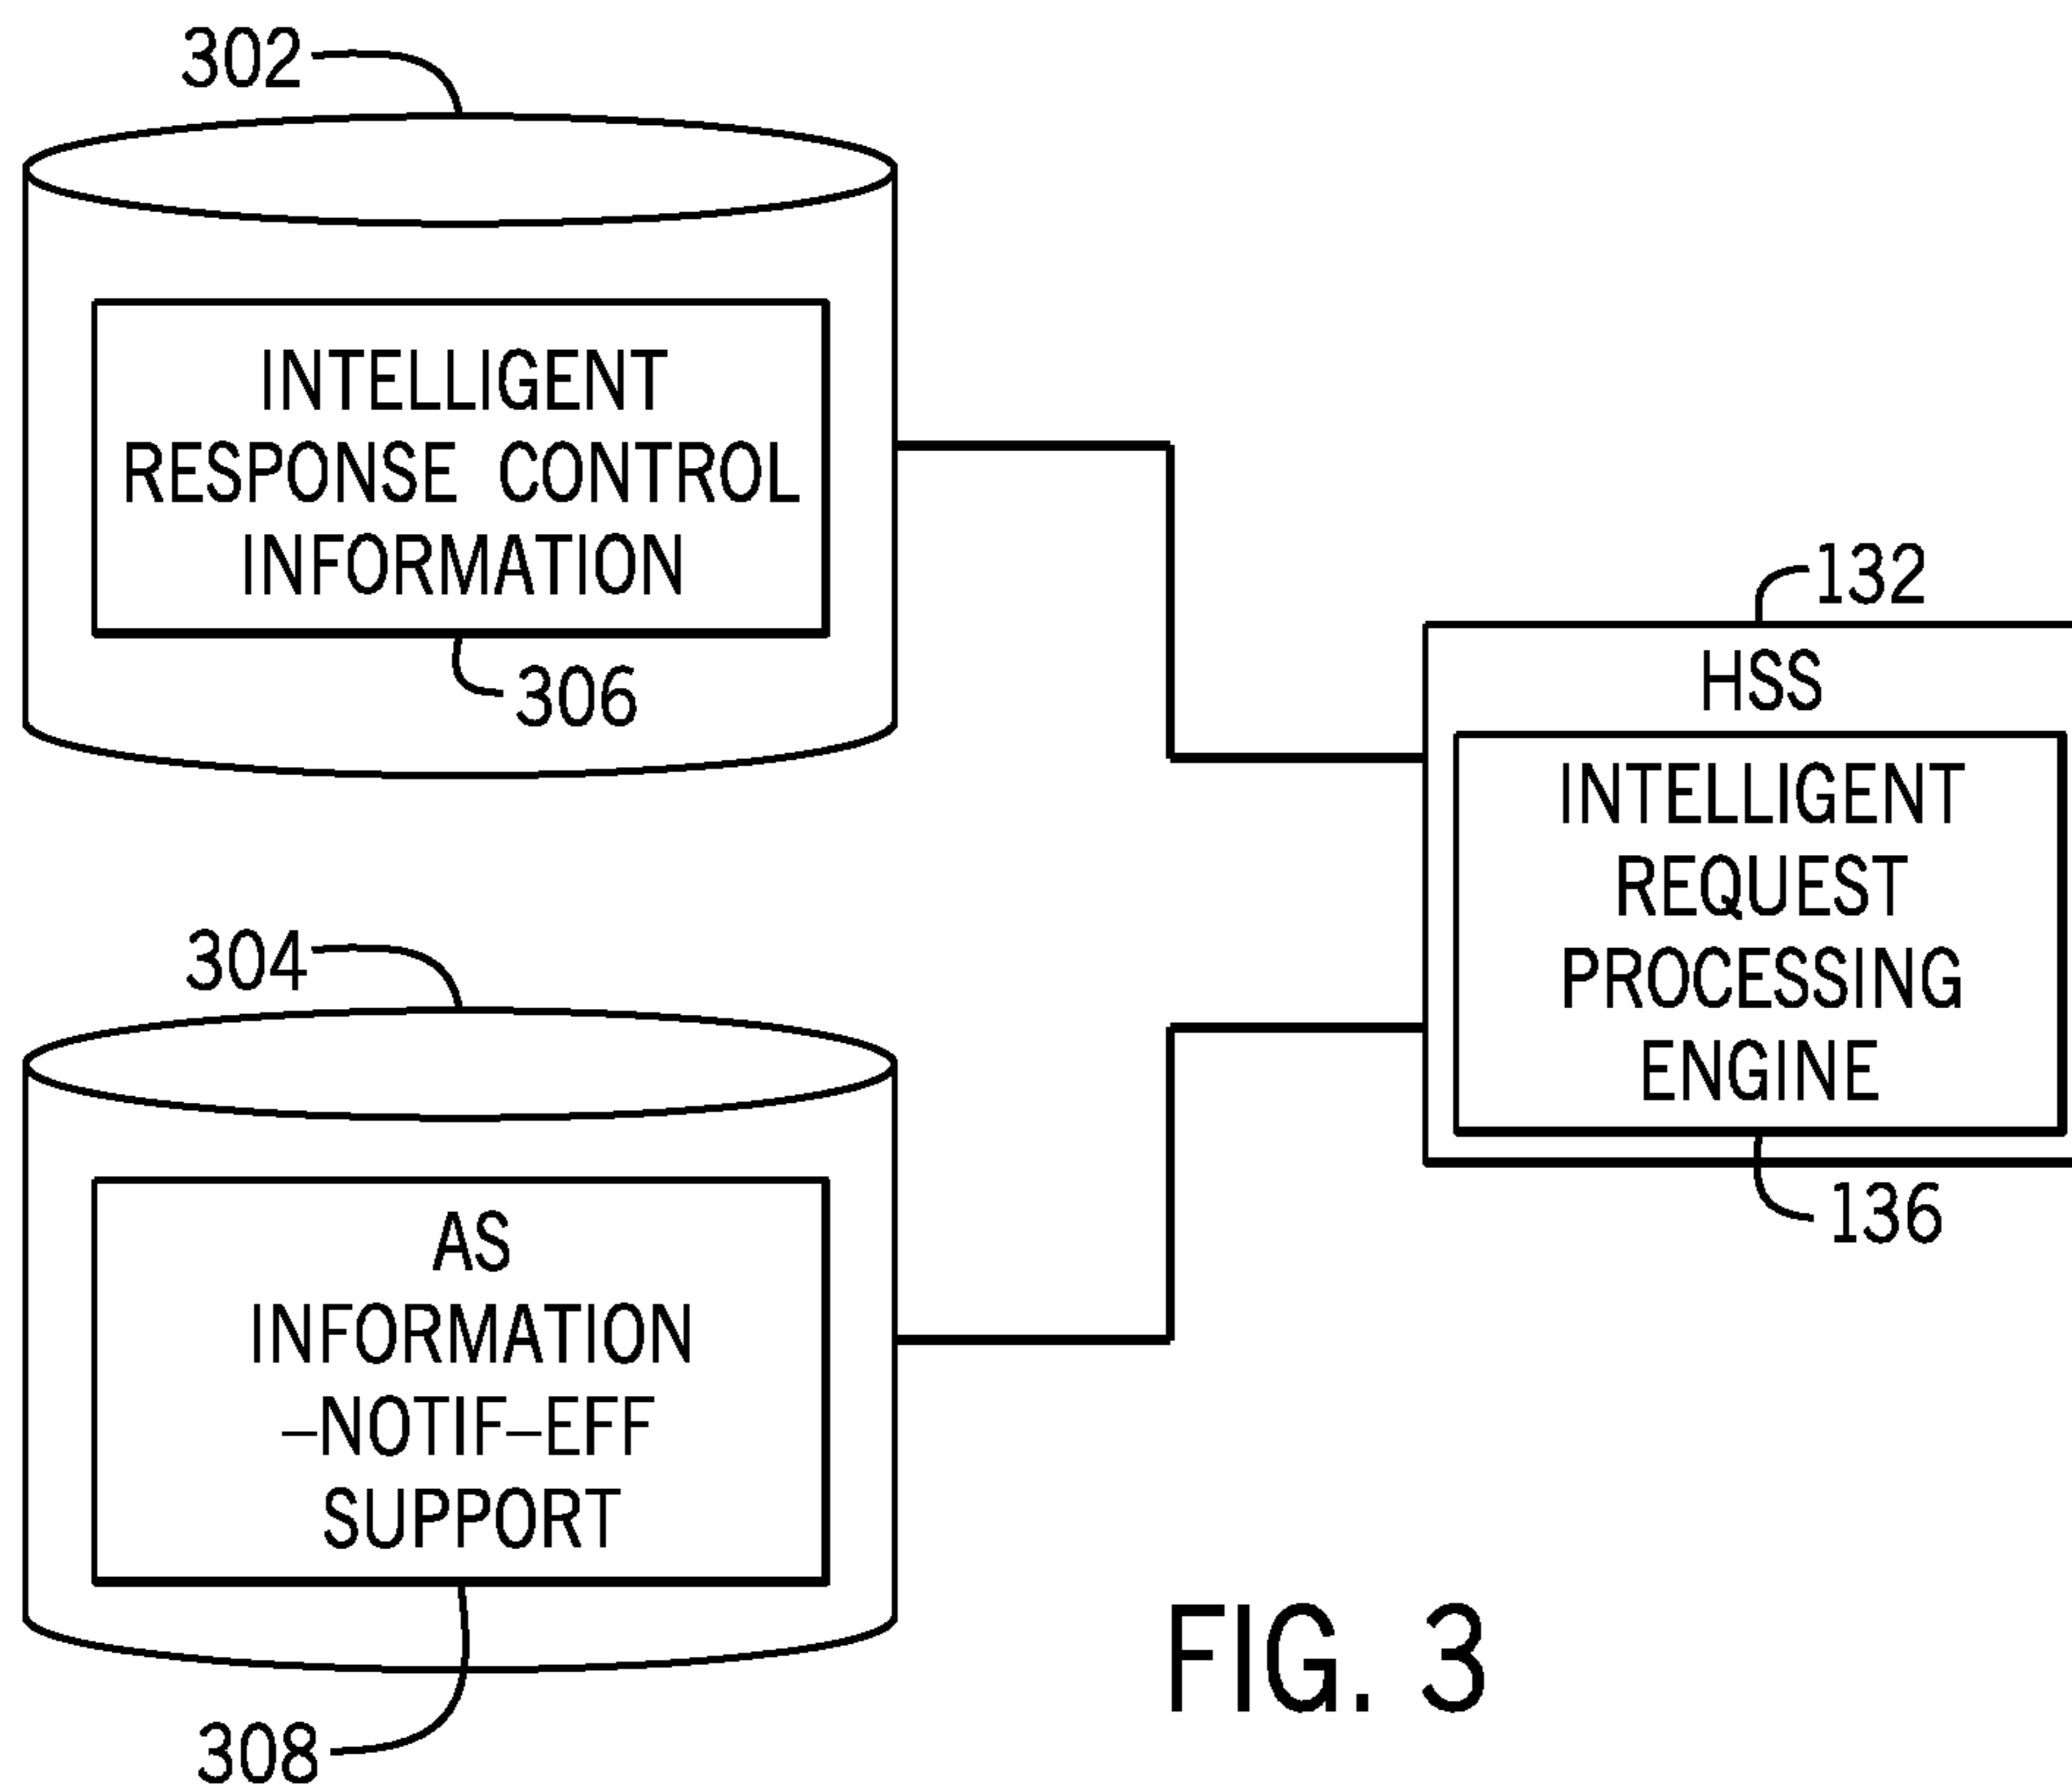 302
INTELLIGENT
RESPONSE CONTROL
INFORMATION
306
132
HSS
INTELLIGENT
REQUEST
PROCESSING
ENGINE
136
304
AS
INFORMATION
–NOTIF–EFF
SUPPORT
308
FIG. 3